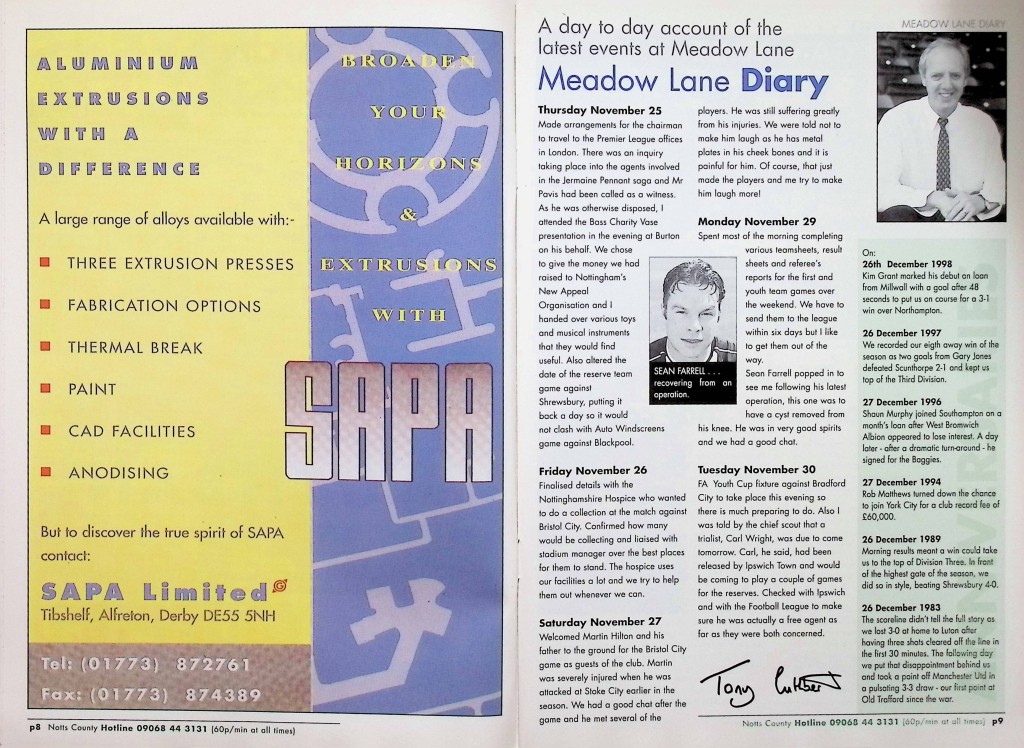 ALUMINIUM
EXTRUSIONS
WITH A
DIFFERENCE
A large range of alloys available with:-
THREE EXTRUSION PRESSES
FABRICATION OPTIONS
THERMAL BREAK
PAINT
CAD FACILITIES
ANODISING
But to discover the true spirit of SAPA
contact:
SAPA Limited
Tibshelf, Alfreton, Derby DE55 5NH
Tel: (01773) 872761
Fax: (01773) 874389
BROADEN
YOUR
HORIZONS
&
EXTRUSIONS
WITH
SAPA
p8 Notts County Hotline 09068 44 3131 (60p/min at all times)
MEADOW LANE DIARY
A day to day account of the
latest events at Meadow Lane
Meadow Lane Diary
Thursday November 25
Made arrangements for the chairman
to travel to the Premier League offices
in London. There was an inquiry
taking place into the agents involved
in the Jermaine Pennant saga and Mr
Pavis had been called as a witness.
As he was otherwise disposed, I
attended the Bass Charity Vase
presentation in the evening at Burton
on his behalf. We chose
to give the money we had
raised to Nottingham's
New Appeal
Organisation and I
handed over various toys
and musical instruments
that they would find
useful. Also altered the
date of the reserve team
game against
Shrewsbury, putting it
back a day so it would
not clash with Auto Windscreens
game against Blackpool.
Friday November 26
Finalised details with the
Nottinghamshire Hospice who wanted
to do a collection at the match against
Bristol City. Confirmed how many
would be collecting and liaised with
stadium manager over the best places
for them to stand. The hospice uses
our facilities a lot and we try to help
them out whenever we can.
Saturday November 27
Welcomed Martin Hilton and his
father to the ground for the Bristol City
game as guests of the club. Martin
was severely injured when he was
attacked at Stoke City earlier in the
season. We had a good chat after the
game and he met several of the
players. He was still suffering greatly
from his injuries. We were told not to
make him laugh as he has metal
plates in his cheek bones and it is
painful for him. Of course, that just
made the players and me try to make
him laugh more!
Monday November 29
Spent most of the morning completing
various teamsheets, result
sheets and referee's
reports for the first and
youth team games over
the weekend. We have to
send them to the league
within six days but I like
to get them out of the
way.
Sean Farrell popped in to
see me following his latest
operation, this one was to
have a cyst removed from
his knee. He was in very good spirits
and we had a good chat.
SEAN FARRELL . . .
recovering from an
operation.
Tuesday November 30
FA Youth Cup fixture against Bradford
City to take place this evening so
there is much preparing to do. Also I
was told by the chief scout that a
trialist, Carl Wright, was due to come
tomorrow. Carl, he said, had been
released by Ipswich Town and would
be coming to play a couple of games
for the reserves. Checked with Ipswich
and with the Football League to make
sure he was actually a free agent as
far as they were both concerned.
Tony Cuthbert
On:
26th December 1998
Kim Grant marked his debut on loan
from Millwall with a goal after 48
seconds to put us on course for a 3-1
win over Northampton.
26 December 1997
We recorded our eigth away win of the
season as two goals from Gary Jones
defeated Scunthorpe 2-1 and kept us
top of the Third Division.
27 December 1996
Shaun Murphy joined Southampton on a
month's loan after West Bromwich
Albion appeared to lose interest. A day
later - after a dramatic turn-around - he
signed for the Baggies.
27 December 1994
Rob Matthews turned down the chance
to join York City for a club record fee of
£60,000.
26 December 1989
Morning results meant a win could take
us to the top of Division Three. In front
of the highest gate of the season, we
did so in style, beating Shrewsbury 4-0.
26 December 1983
The scoreline didn't tell the full story as
we lost 3-0 at home to Luton after
having three shots cleared off the line in
the first 30 minutes. The following day
we put that disappointment behind us
and took a point off Manchester Utd in
a pulsating 3-3 draw - our first point at
Old Trafford since the war.
Notts County Hotline 09068 44 3131 (60p/min at all times) p9